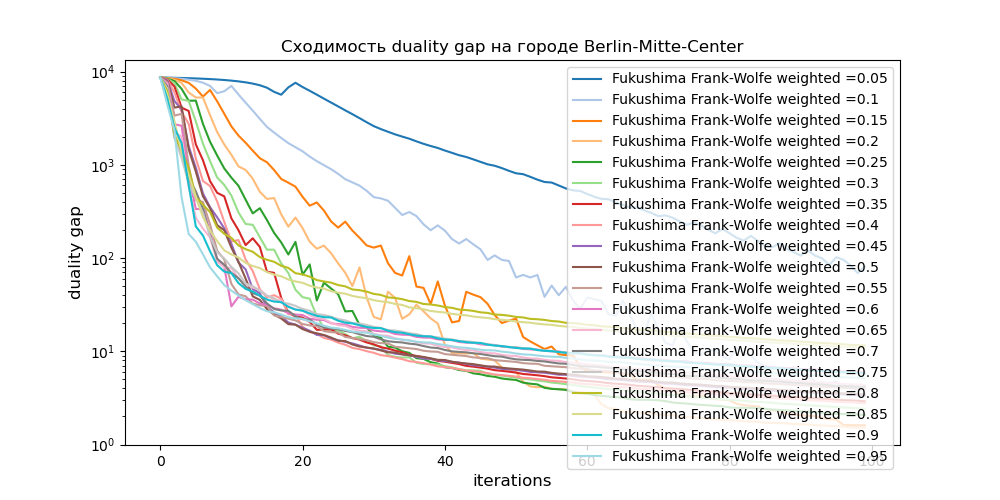 Сходимость duality gap на городе Berlin-Mitte-Center
duality gap
10⁴
10³
10²
10¹
10⁰
Fukushima Frank-Wolfe weighted =0.05
Fukushima Frank-Wolfe weighted =0.1
Fukushima Frank-Wolfe weighted =0.15
Fukushima Frank-Wolfe weighted =0.2
Fukushima Frank-Wolfe weighted =0.25
Fukushima Frank-Wolfe weighted =0.3
Fukushima Frank-Wolfe weighted =0.35
Fukushima Frank-Wolfe weighted =0.4
Fukushima Frank-Wolfe weighted =0.45
Fukushima Frank-Wolfe weighted =0.5
Fukushima Frank-Wolfe weighted =0.55
Fukushima Frank-Wolfe weighted =0.6
Fukushima Frank-Wolfe weighted =0.65
Fukushima Frank-Wolfe weighted =0.7
Fukushima Frank-Wolfe weighted =0.75
Fukushima Frank-Wolfe weighted =0.8
Fukushima Frank-Wolfe weighted =0.85
Fukushima Frank-Wolfe weighted =0.9
Fukushima Frank-Wolfe weighted =0.95
0 20 40 60 80 100
iterations